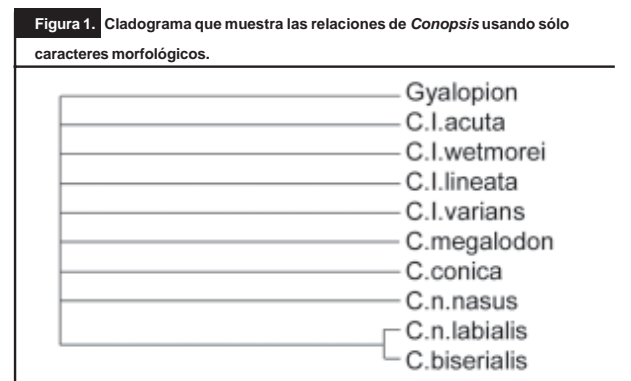 Figura 1. Cladograma que muestra las relaciones de Conopsis usando sólo
caracteres morfológicos.
Gyalopion
C.l.acuta
C.l.wetmorei
C.l.lineata
C.l.varians
C.megalodon
C.conica
C.n.nasus
C.n.labialis
C.biserialis